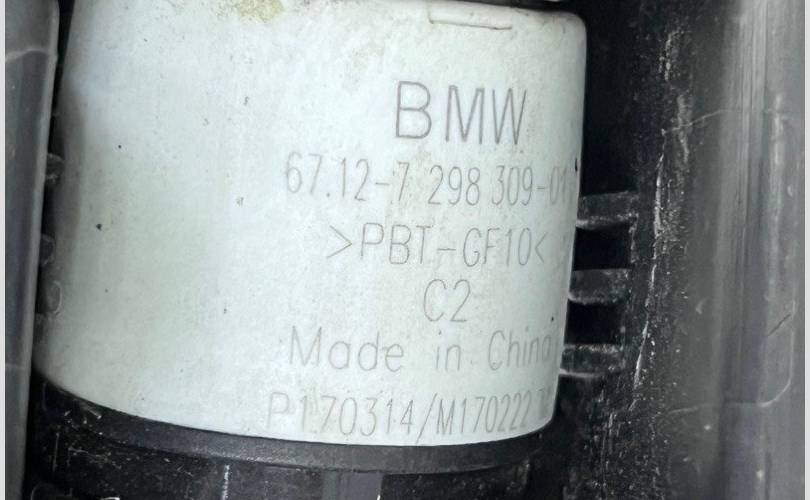 BMW
67.12-7 298 309-01
>PBT-GF10<
C2
Made in China
P170314/M170222